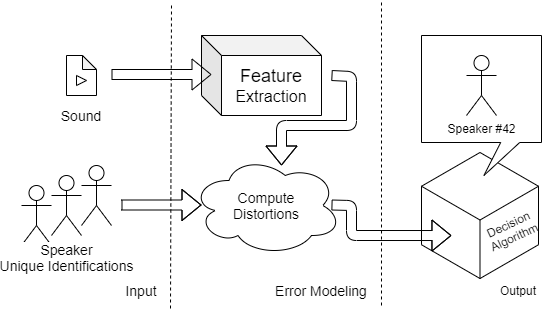 Sound
Feature
Extraction
Speaker #42
Speaker
Unique Identifications
Compute
Distortions
Decision
Algorithm
Input
Error Modeling
Output